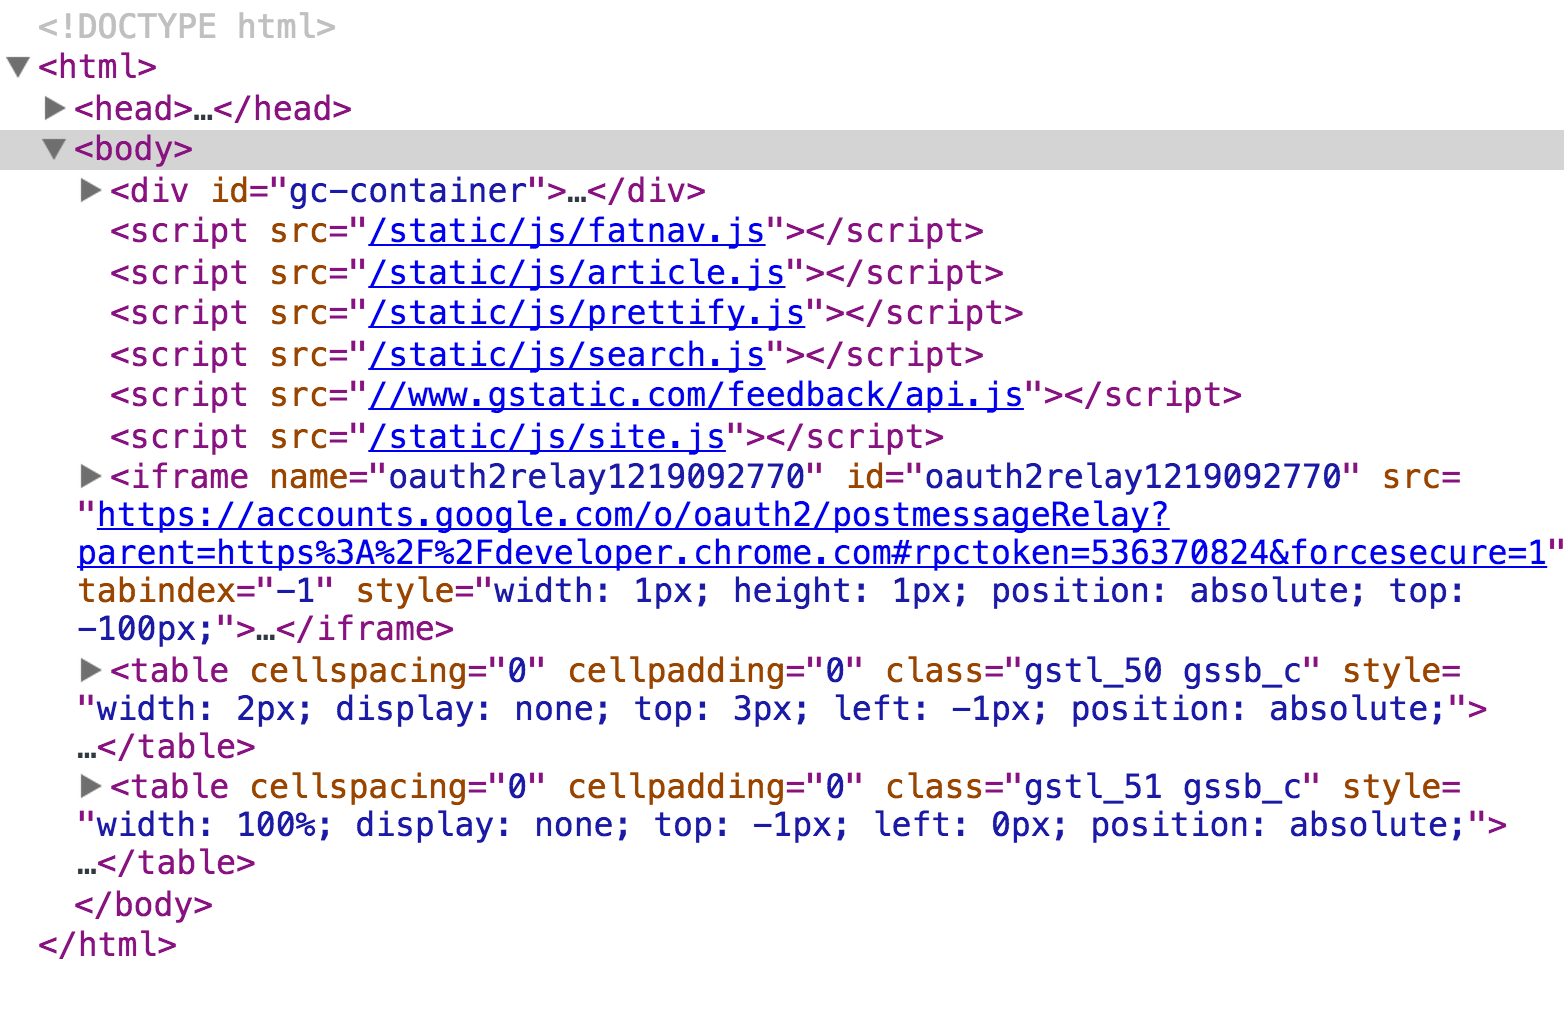 <!DOCTYPE html>
<html>
<head>…</head>
<body>
<div id="gc-container">…</div>
<script src="/static/js/fatnav.js"></script>
<script src="/static/js/article.js"></script>
<script src="/static/js/prettify.js"></script>
<script src="/static/js/search.js"></script>
<script src="//www.gstatic.com/feedback/api.js"></script>
<script src="/static/js/site.js"></script>
<iframe name="oauth2relay1219092770" id="oauth2relay1219092770" src=
"https://accounts.google.com/o/oauth2/postmessageRelay?
parent=https%3A%2F%2Fdeveloper.chrome.com#rpctoken=536370824&forcesecure=1"
tabindex="-1" style="width: 1px; height: 1px; position: absolute; top:
-100px;">…</iframe>
<table cellspacing="0" cellpadding="0" class="gstl_50 gssb_c" style=
"width: 2px; display: none; top: 3px; left: -1px; position: absolute;">
…</table>
<table cellspacing="0" cellpadding="0" class="gstl_51 gssb_c" style=
"width: 100%; display: none; top: -1px; left: 0px; position: absolute;">
…</table>
</body>
</html>